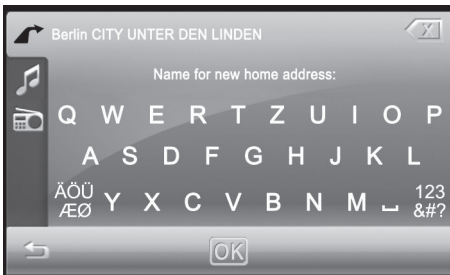 Berlin CITY UNTER DEN LINDEN X
Name for new home address:
Q W E R T Z U I O P
A S D F G H J K L
ÄÖÜ
ÆØ Y X C V B N M 123
&#?
OK